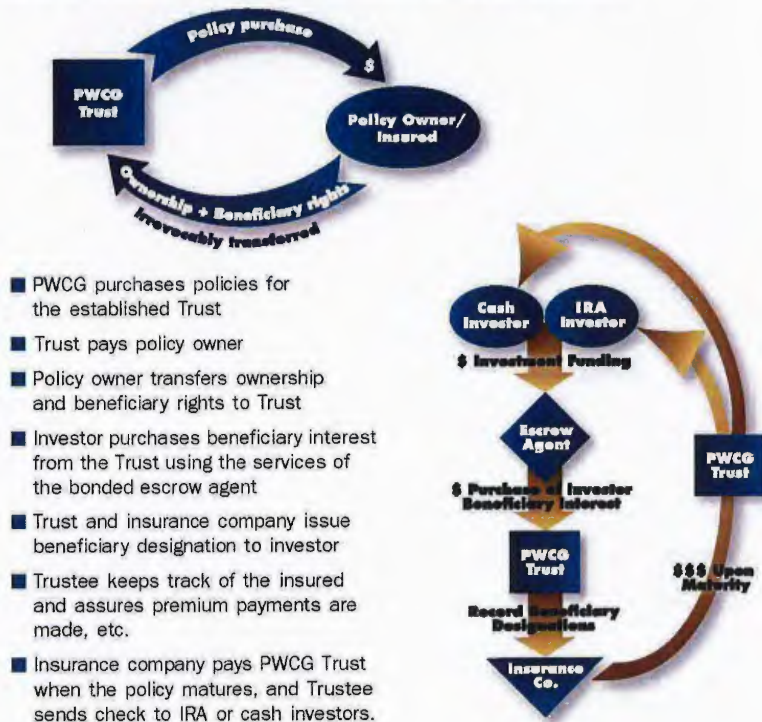 Policy purchase
$
PWCG
Trust
Policy Owner/
Insured
Ownership + Beneficiary rights
Irrevocably transferred
■ PWCG purchases policies for
the established Trust
■ Trust pays policy owner
■ Policy owner transfers ownership
and beneficiary rights to Trust
■ Investor purchases beneficiary interest
from the Trust using the services of
the bonded escrow agent
■ Trust and insurance company issue
beneficiary designation to investor
■ Trustee keeps track of the insured
and assures premium payments are
made, etc.
■ Insurance company pays PWCG Trust
when the policy matures, and Trustee
sends check to IRA or cash investors.
Cash
Investor
IRA
Investor
$ Investment Funding
Escrow
Agent
$ Purchase of Investor
Beneficiary Interest
PWCG
Trust
Record Beneficiary
Designations
Insurance
Co.
PWCG
Trust
$$$ Upon
Maturity